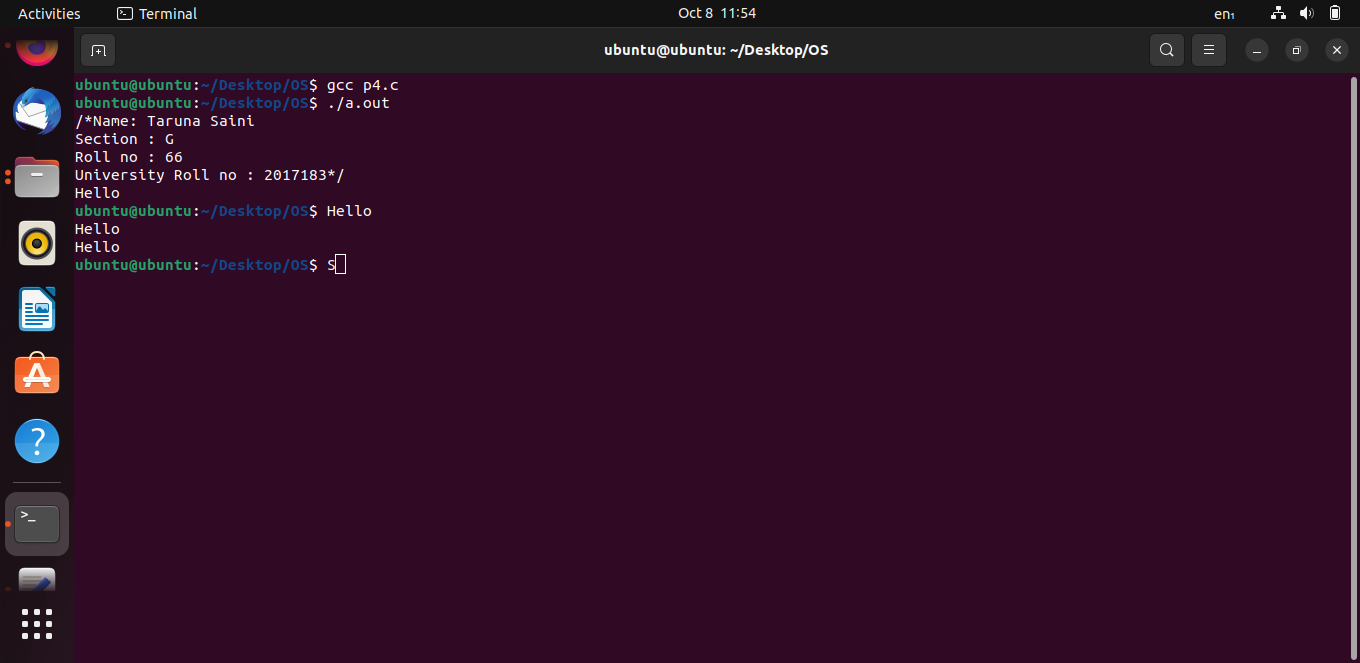 Activities Terminal Oct 8 11:54 en₁
ubuntu@ubuntu: ~/Desktop/OS
ubuntu@ubuntu:~/Desktop/OS$ gcc p4.c
ubuntu@ubuntu:~/Desktop/OS$ ./a.out
/*Name: Taruna Saini
Section : G
Roll no : 66
University Roll no : 2017183*/
Hello
ubuntu@ubuntu:~/Desktop/OS$ Hello
Hello
Hello
ubuntu@ubuntu:~/Desktop/OS$ S